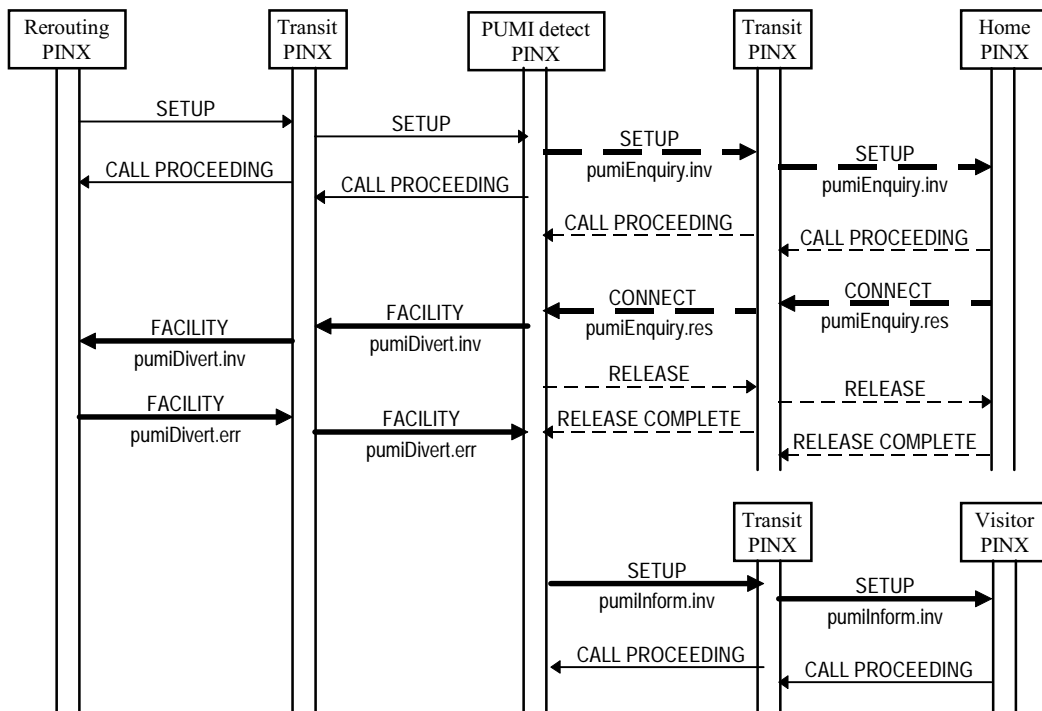 Rerouting
PINX
Transit
PINX
PUMI detect
PINX
Transit
PINX
Home
PINX
SETUP
SETUP
SETUP
pumiEnquiry.inv
SETUP
pumiEnquiry.inv
CALL PROCEEDING
CALL PROCEEDING
CALL PROCEEDING
CALL PROCEEDING
CONNECT
pumiEnquiry.res
CONNECT
pumiEnquiry.res
FACILITY
pumiDivert.inv
FACILITY
pumiDivert.inv
RELEASE
RELEASE
FACILITY
pumiDivert.err
FACILITY
pumiDivert.err
RELEASE COMPLETE
RELEASE COMPLETE
Transit
PINX
Visitor
PINX
SETUP
pumiInform.inv
SETUP
pumiInform.inv
CALL PROCEEDING
CALL PROCEEDING